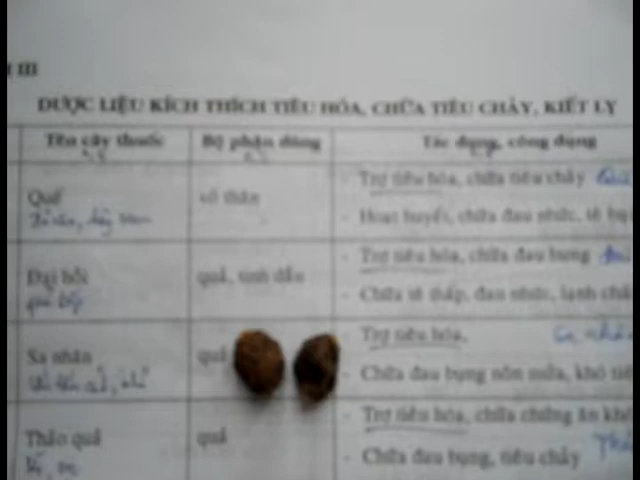 III
DƯỢC LIỆU KÍCH THÍCH TIÊU HÓA, CHỮA TIÊU CHẢY, KIẾT LỴ
Tên cây thuốc Bộ phận dùng Tác dụng, công dụng
Quế vỏ thân - Trợ tiêu hóa, chữa tiêu chảy
- Hoạt huyết, chữa đau nhức, tê
Đại hồi quả, tinh dầu - Trợ tiêu hóa, chữa đau bụng
- Chữa tê thấp, đau nhức, lạnh
Sa nhân quả - Trợ tiêu hóa,
- Chữa đau bụng nôn mửa, khó
Thảo quả quả - Trợ tiêu hóa, chữa chứng ăn
- Chữa đau bụng, tiêu chảy